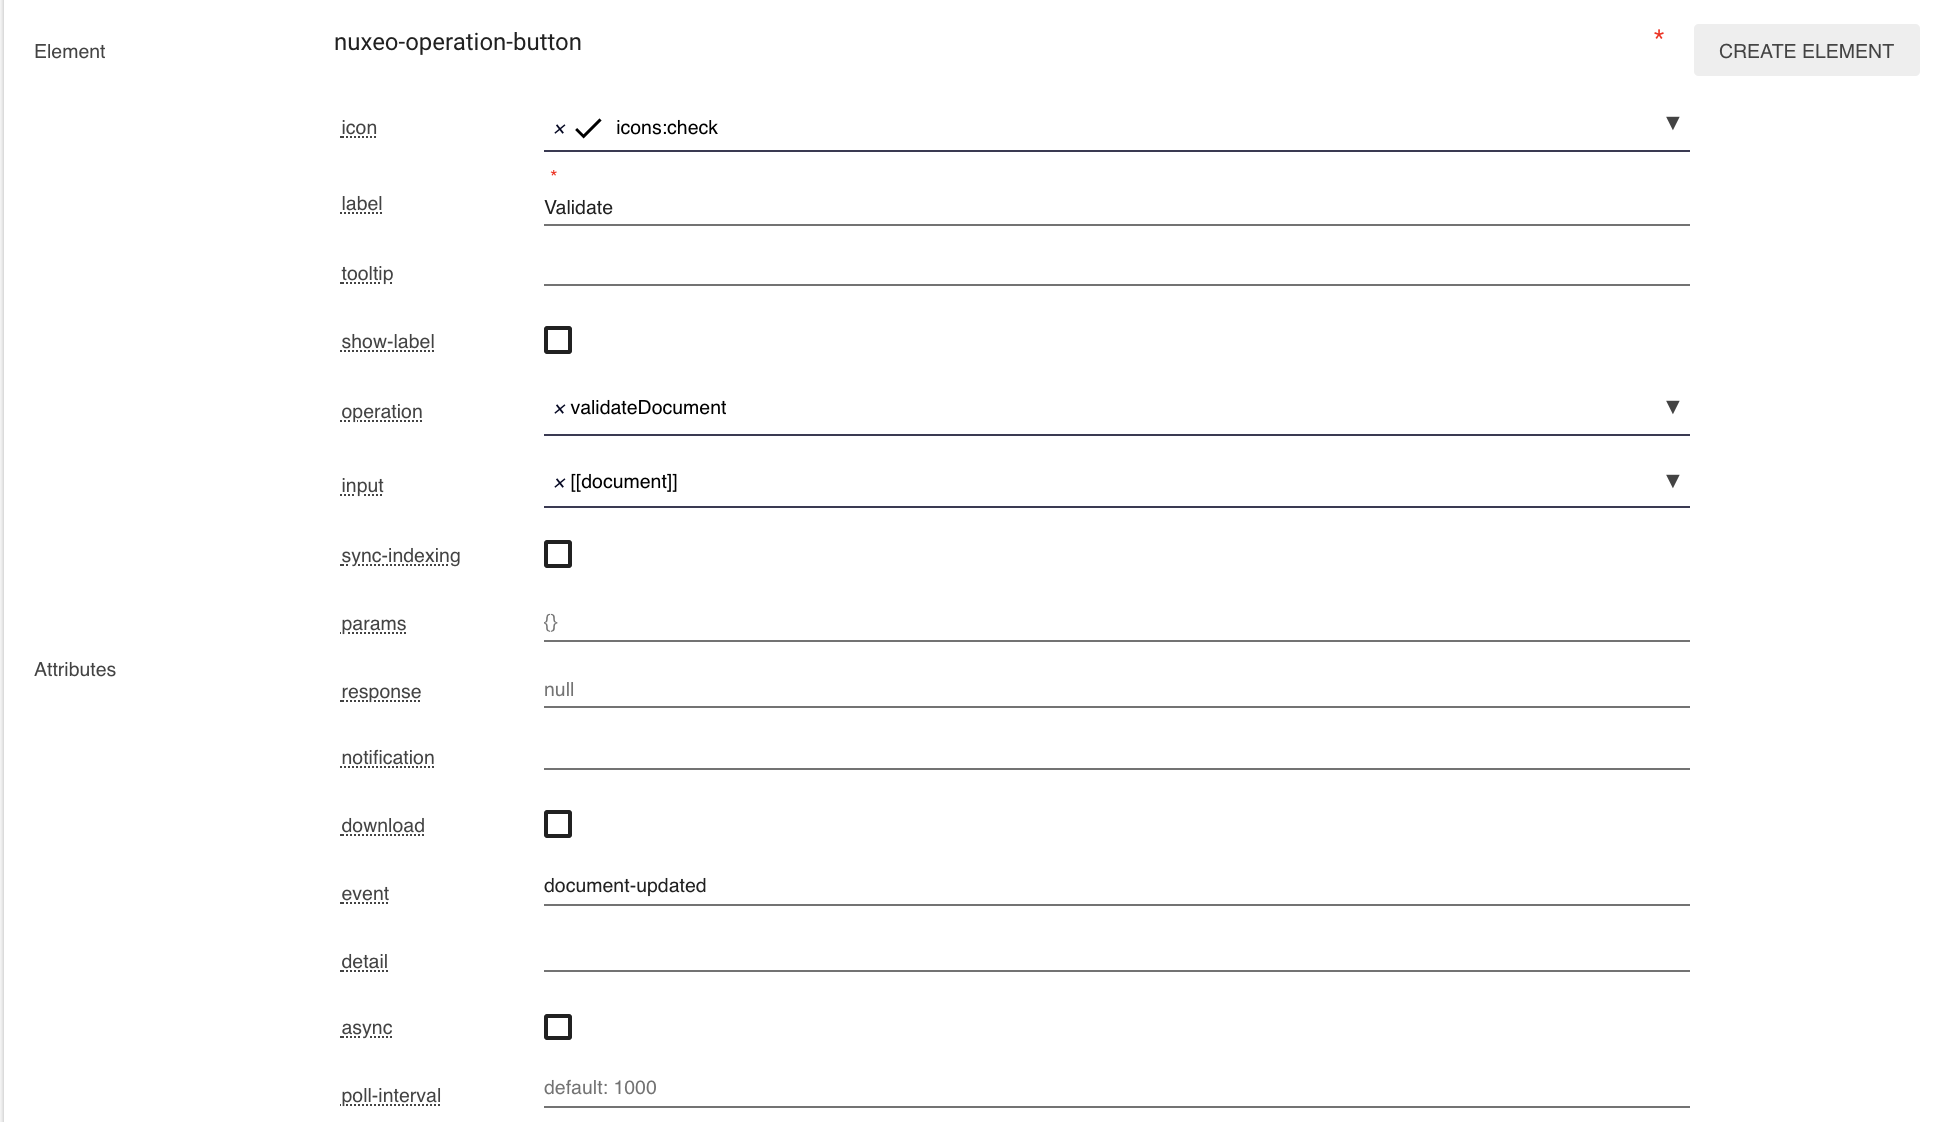 Element
nuxeo-operation-button
*
CREATE ELEMENT
icon
× icons:check
*
label
Validate
tooltip
show-label
operation
× validateDocument
input
× [[document]]
sync-indexing
params
{}
Attributes
response
null
notification
download
event
document-updated
detail
async
poll-interval
default: 1000